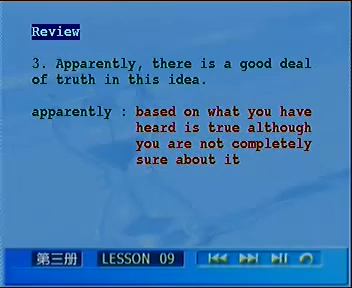 Review
3. Apparently, there is a good deal
of truth in this idea.
apparently : based on what you have
heard is true although
you are not completely
sure about it
第三册 LESSON 09